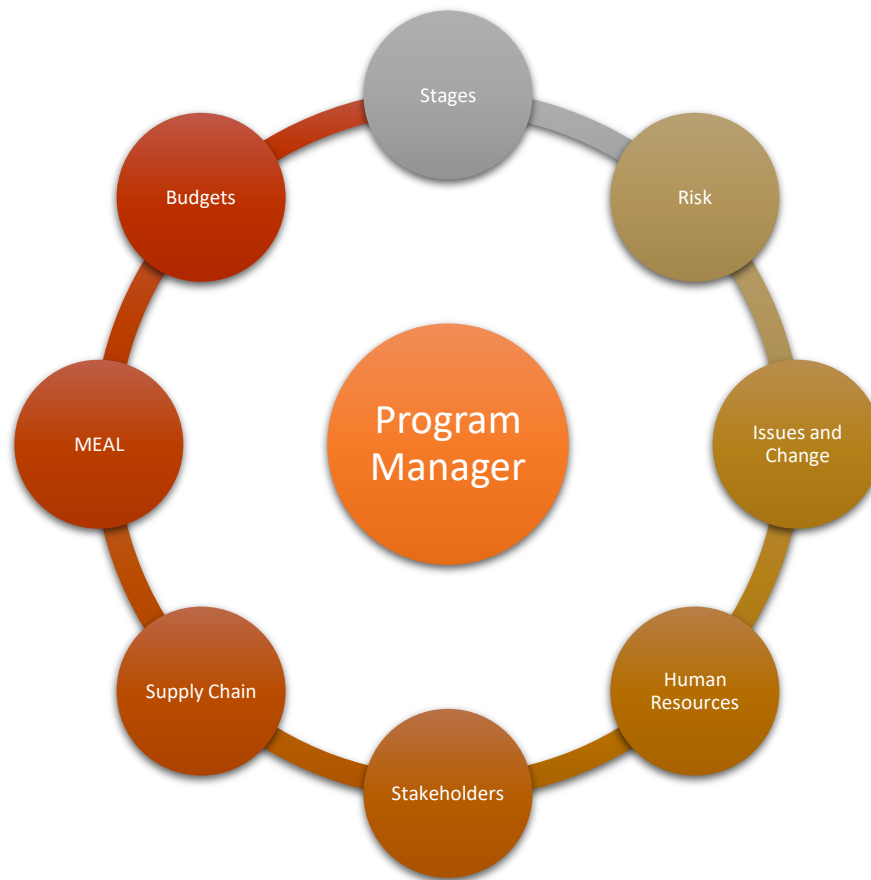 Stages
Risk
Issues and
Change
Human
Resources
Stakeholders
Supply Chain
MEAL
Budgets
Program
Manager